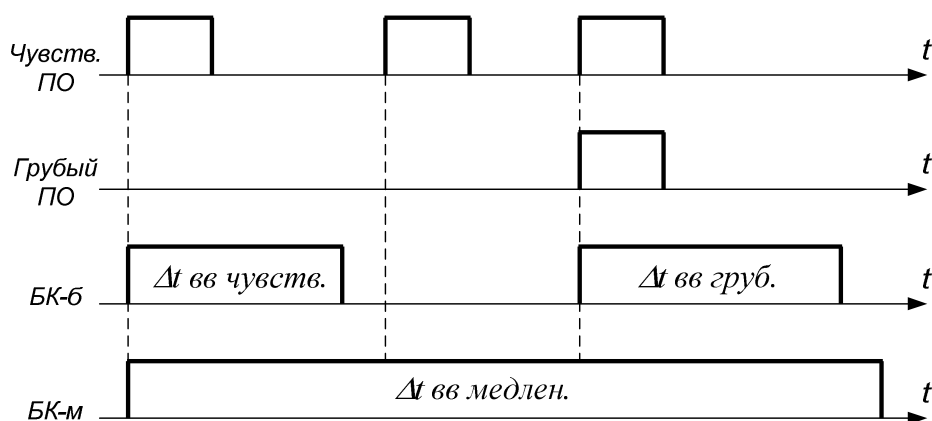 Чувств.
ПО
t
Грубый
ПО
t
Δt вв чувств.
Δt вв груб.
БК-б
t
Δt вв медлен.
БК-м
t